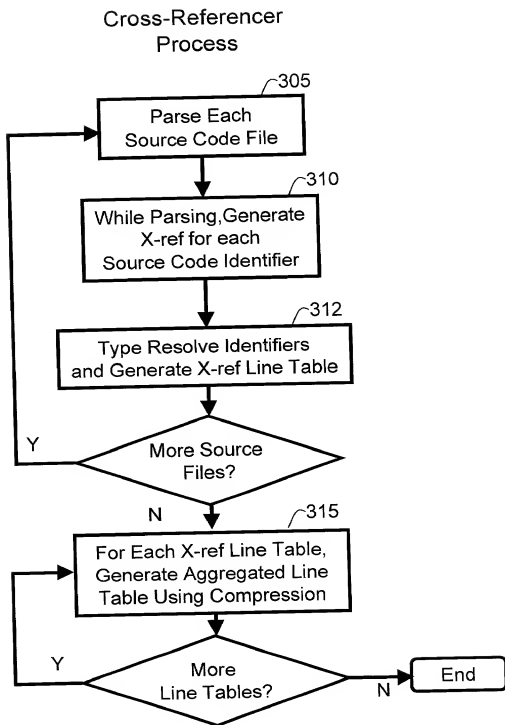 Cross-Referencer
Process
305
Parse Each
Source Code File
310
While Parsing,Generate
X-ref for each
Source Code Identifier
312
Type Resolve Identifiers
and Generate X-ref Line Table
Y
More Source
Files?
N
315
For Each X-ref Line Table,
Generate Aggregated Line
Table Using Compression
Y
More
Line Tables?
N
End